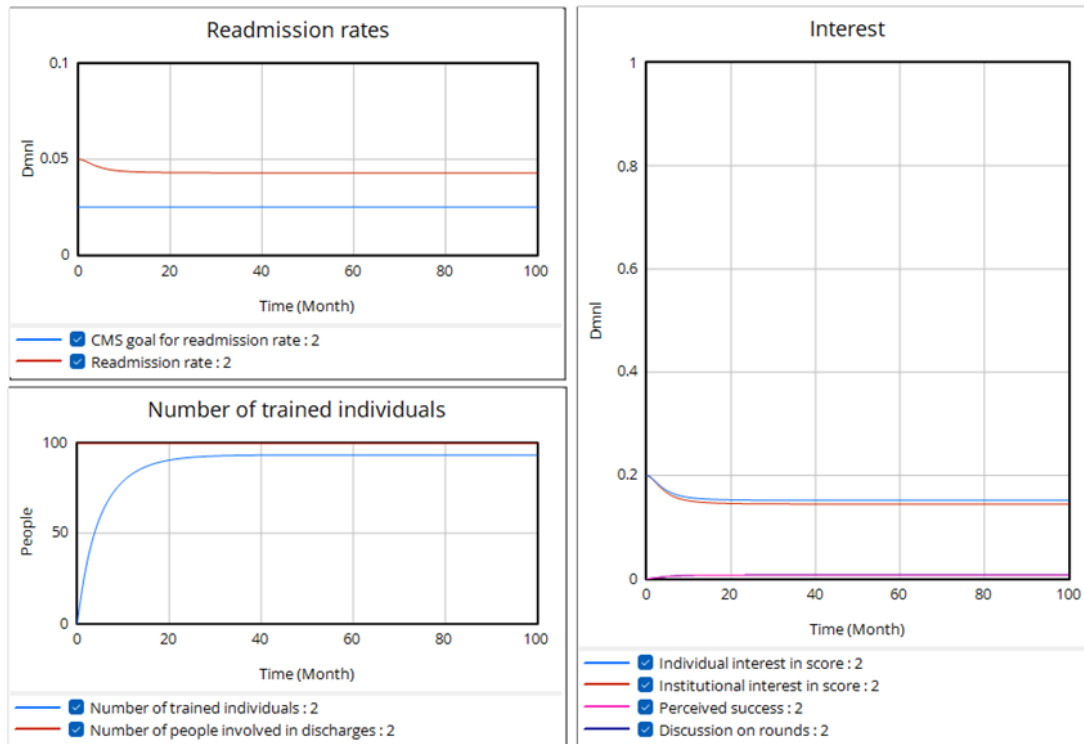 Readmission rates
0.1
0.05
0
Dmnl
0 20 40 60 80 100
Time (Month)
CMS goal for readmission rate : 2
Readmission rate : 2
Number of trained individuals
100
50
0
People
0 20 40 60 80 100
Time (Month)
Number of trained individuals : 2
Number of people involved in discharges : 2
Interest
1
0.8
0.6
0.4
0.2
0
Dmnl
0 20 40 60 80 100
Time (Month)
Individual interest in score : 2
Institutional interest in score : 2
Perceived success : 2
Discussion on rounds : 2